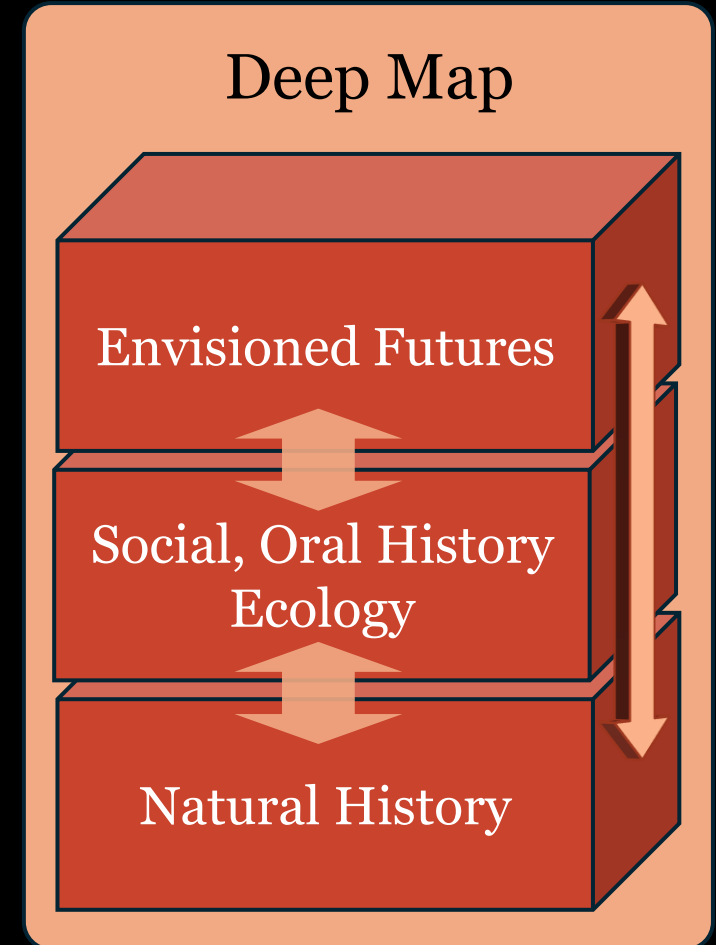 Deep Map
Envisioned Futures
Social, Oral History
Ecology
Natural History